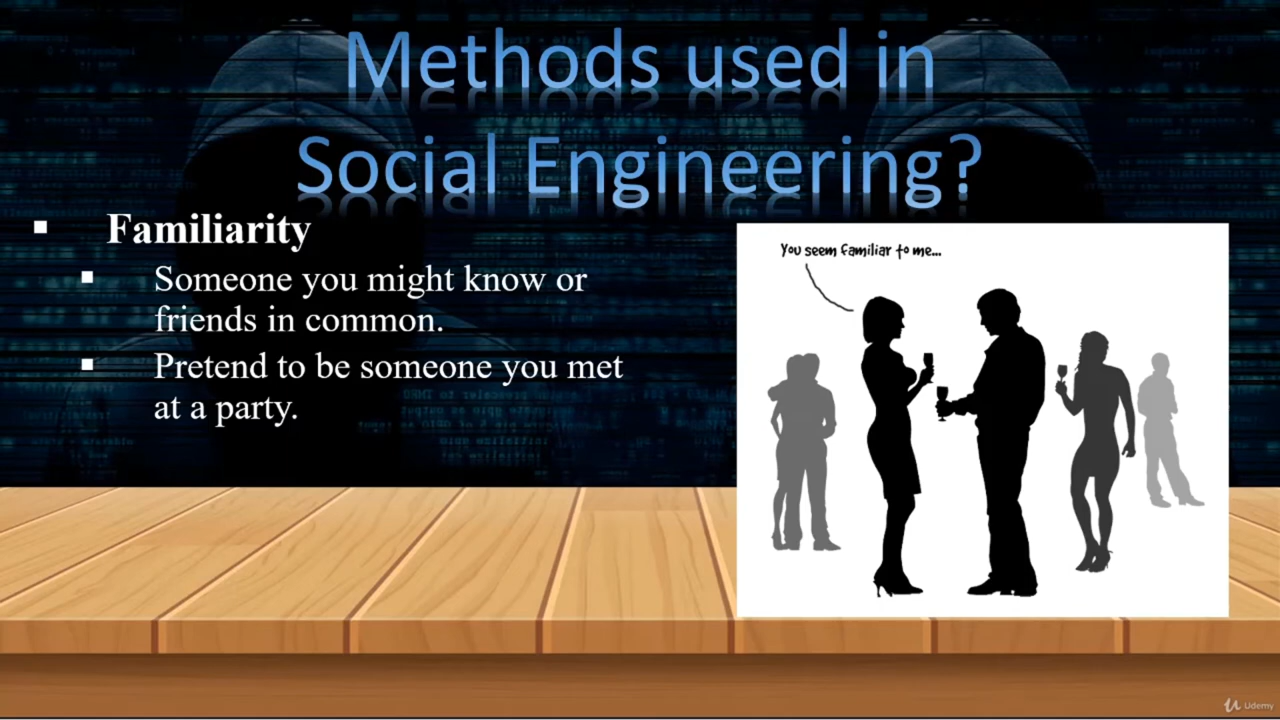 Methods used in
Social Engineering?
▪ Familiarity
▪ Someone you might know or
friends in common.
▪ Pretend to be someone you met
at a party.
You seem familiar to me...
Udemy